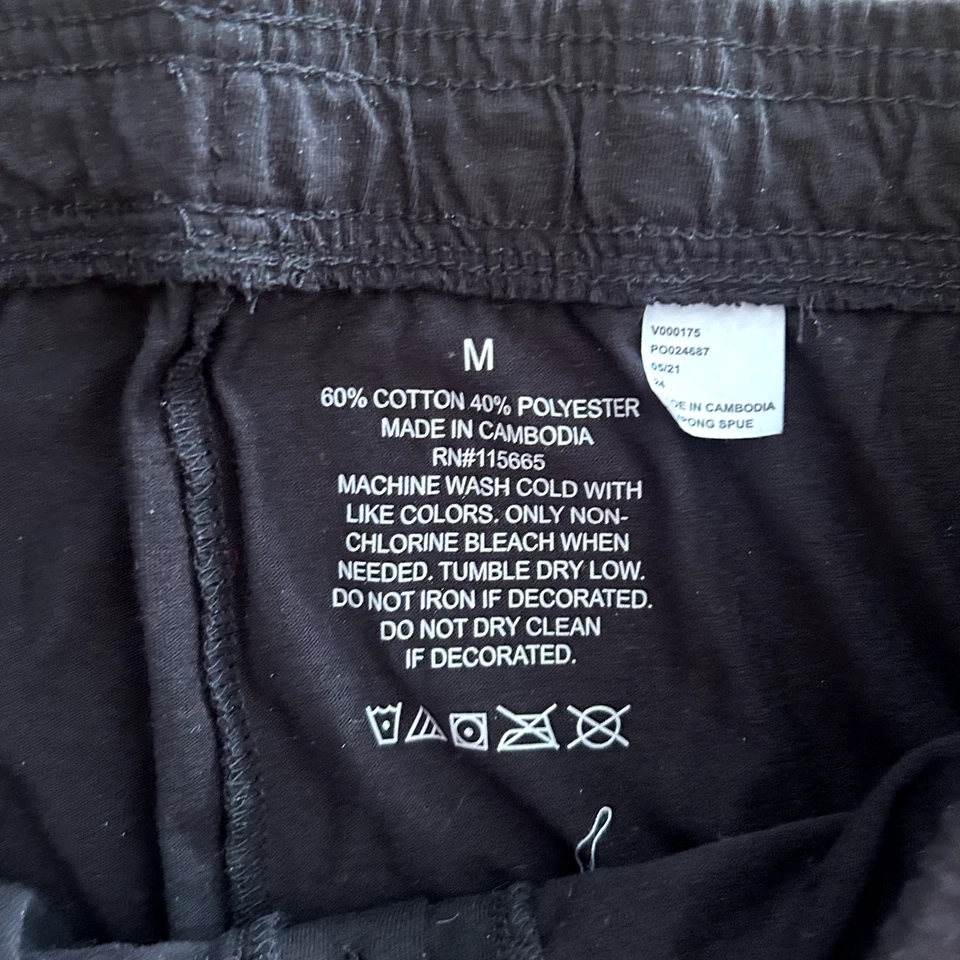 M
60% COTTON 40% POLYESTER
MADE IN CAMBODIA
RN#115665
MACHINE WASH COLD WITH
LIKE COLORS. ONLY NON-
CHLORINE BLEACH WHEN
NEEDED. TUMBLE DRY LOW.
DO NOT IRON IF DECORATED.
DO NOT DRY CLEAN
IF DECORATED.
V000175
PO024687
05/21
IN CAMBODIA
SPUE